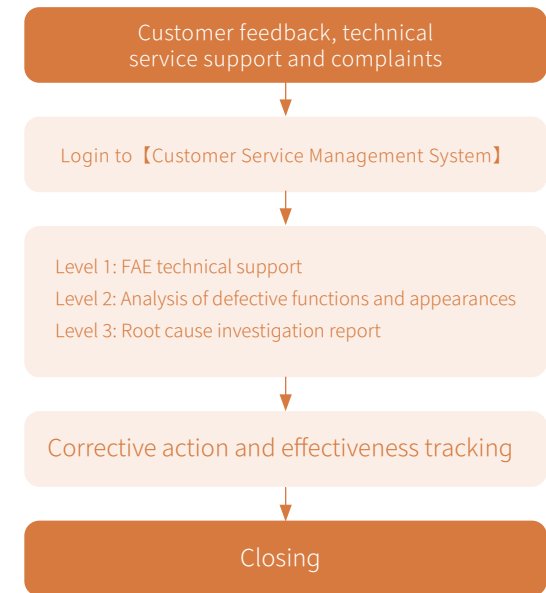 Customer feedback, technical
service support and complaints
Login to【Customer Service Management System】
Level 1: FAE technical support
Level 2: Analysis of defective functions and appearances
Level 3: Root cause investigation report
Corrective action and effectiveness tracking
Closing